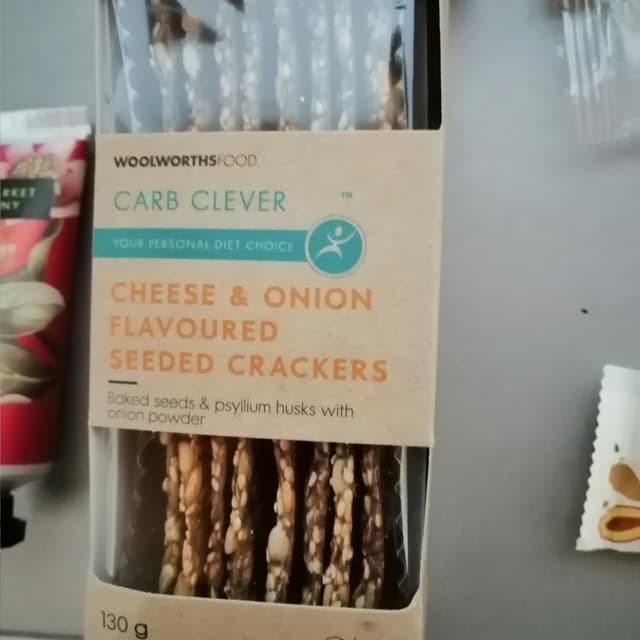 WOOLWORTHSFOOD
CARB CLEVER ™
YOUR PERSONAL DIET CHOICE
CHEESE & ONION
FLAVOURED
SEEDED CRACKERS
Baked seeds & psyllium husks with
onion powder
130 g